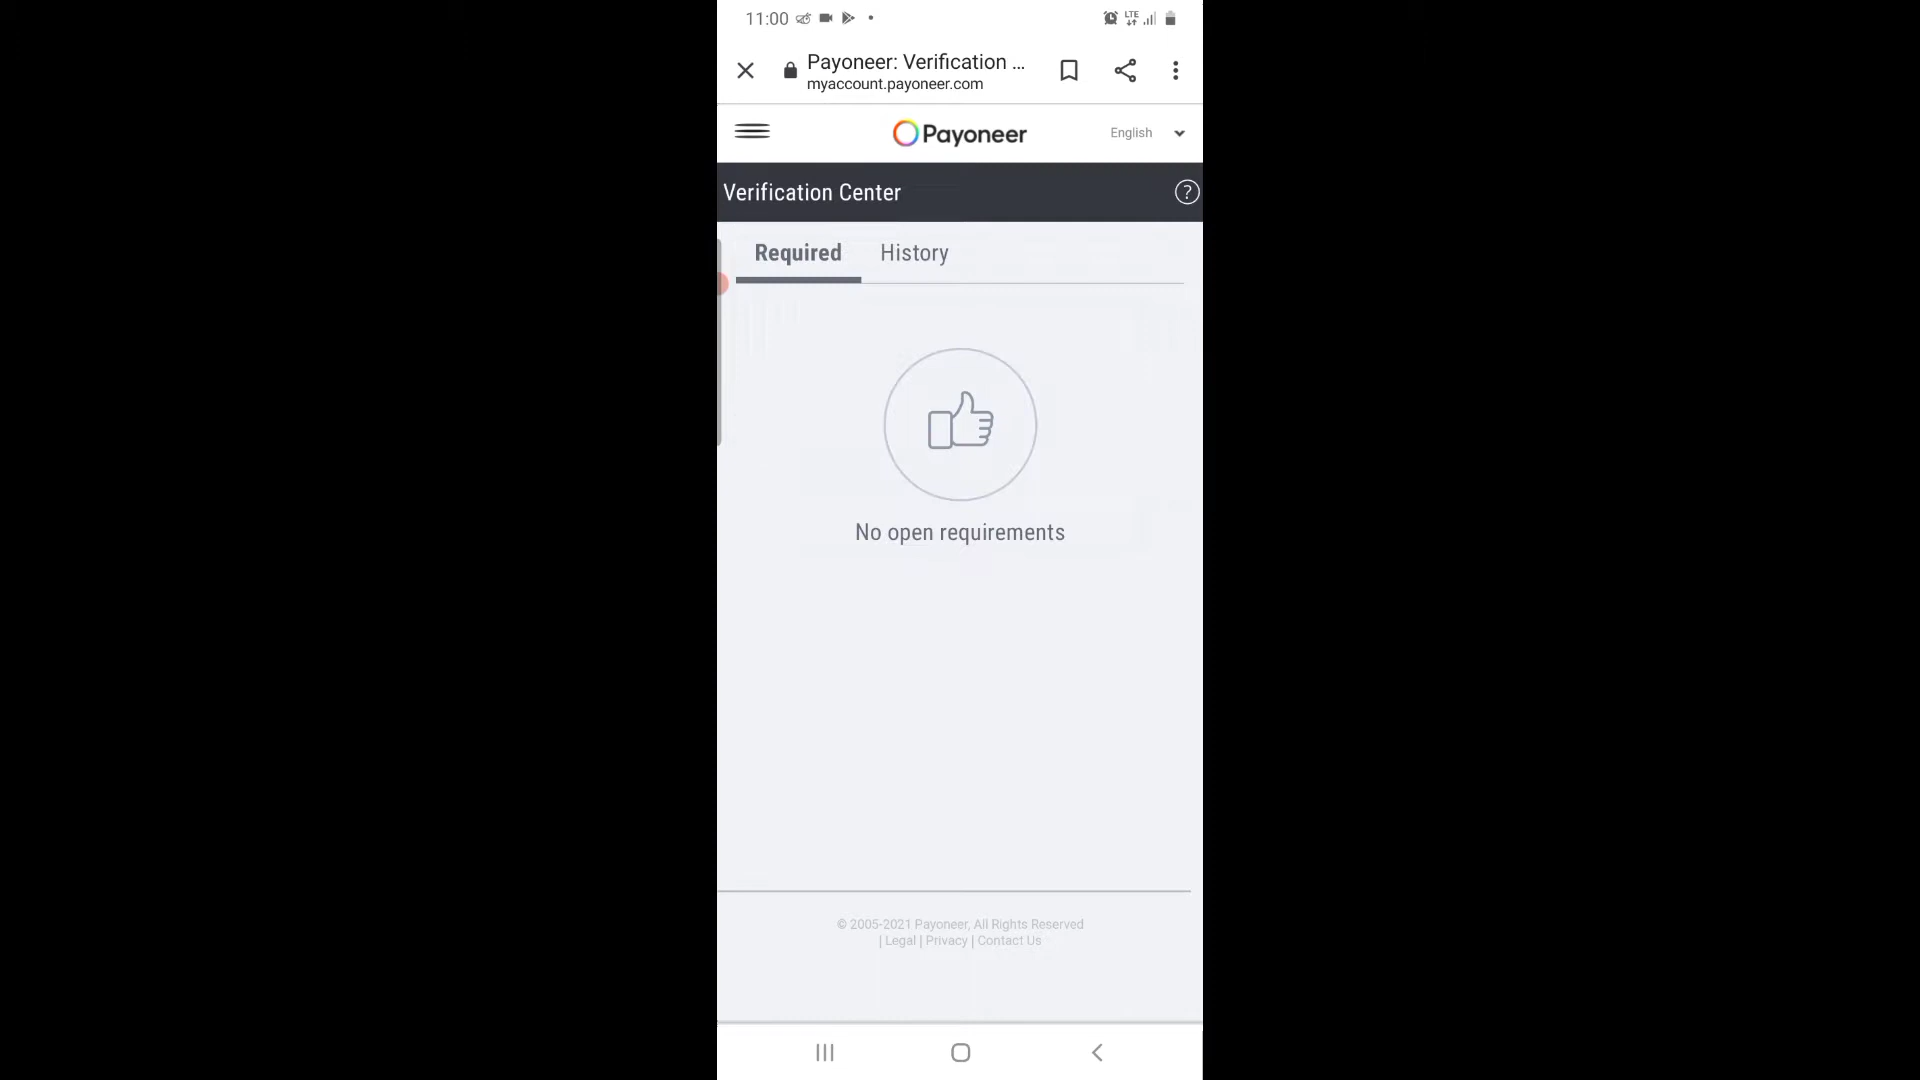 11:00
LTE
Payoneer: Verification ...
myaccount.payoneer.com
Payoneer
English
Verification Center
?
Required
History
No open requirements
© 2005-2021 Payoneer, All Rights Reserved
| Legal | Privacy | Contact Us